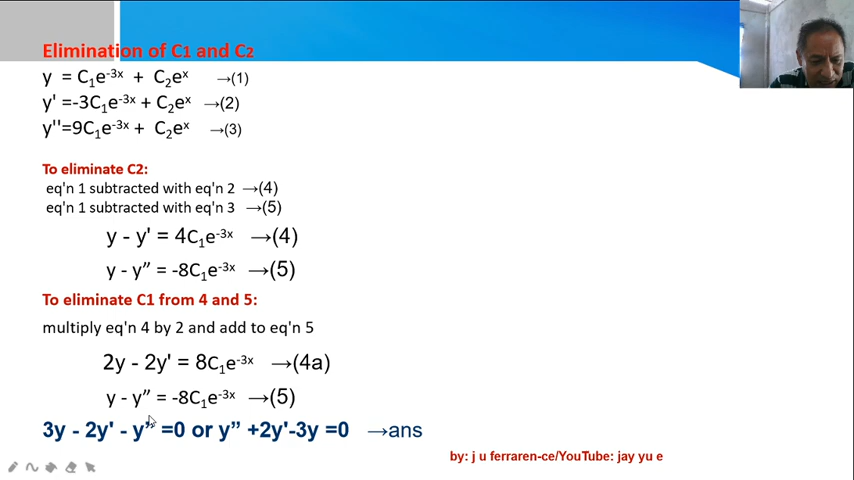 Elimination of C1 and C2
y = C₁e⁻³ˣ + C₂eˣ →(1)
y' =-3C₁e⁻³ˣ + C₂eˣ →(2)
y''=9C₁e⁻³ˣ + C₂eˣ →(3)
To eliminate C2:
eq'n 1 subtracted with eq'n 2 →(4)
eq'n 1 subtracted with eq'n 3 →(5)
y - y' = 4C₁e⁻³ˣ →(4)
y - y” = -8C₁e⁻³ˣ →(5)
To eliminate C1 from 4 and 5:
multiply eq'n 4 by 2 and add to eq'n 5
2y - 2y' = 8C₁e⁻³ˣ →(4a)
y - y” = -8C₁e⁻³ˣ →(5)
3y - 2y' - y” =0 or y” +2y'-3y =0 →ans
by: j u ferraren-ce/YouTube: jay yu e